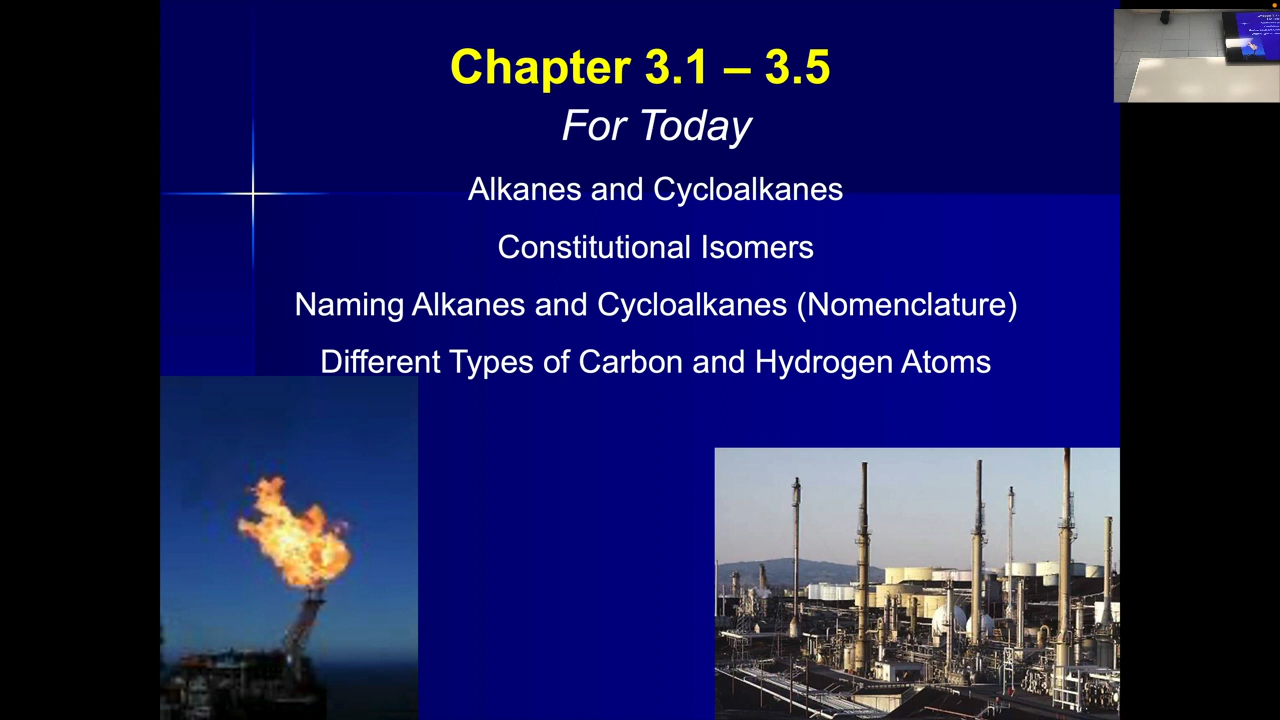 Chapter 3.1 – 3.5
For Today
Alkanes and Cycloalkanes
Constitutional Isomers
Naming Alkanes and Cycloalkanes (Nomenclature)
Different Types of Carbon and Hydrogen Atoms